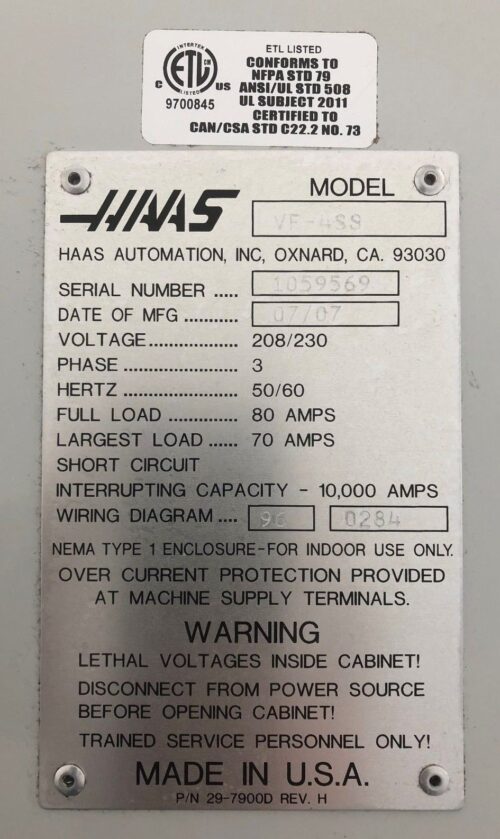 INTERTEK
ETL CM
LISTED
C US
9700845
ETL LISTED
CONFORMS TO
NFPA STD 79
ANSI/UL STD 508
UL SUBJECT 2011
CERTIFIED TO
CAN/CSA STD C22.2 NO. 73
HAAS
MODEL
VF-4SS
HAAS AUTOMATION, INC, OXNARD, CA. 93030
SERIAL NUMBER ..... 1059569
DATE OF MFG ........... 07/07
VOLTAGE.................. 208/230
PHASE ....................... 3
HERTZ ....................... 50/60
FULL LOAD .............. 80 AMPS
LARGEST LOAD ...... 70 AMPS
SHORT CIRCUIT
INTERRUPTING CAPACITY - 10,000 AMPS
WIRING DIAGRAM .... 96 0284
NEMA TYPE 1 ENCLOSURE-FOR INDOOR USE ONLY.
OVER CURRENT PROTECTION PROVIDED
AT MACHINE SUPPLY TERMINALS.
WARNING
LETHAL VOLTAGES INSIDE CABINET!
DISCONNECT FROM POWER SOURCE
BEFORE OPENING CABINET!
TRAINED SERVICE PERSONNEL ONLY!
MADE IN U.S.A.
P/N 29-7900D REV. H